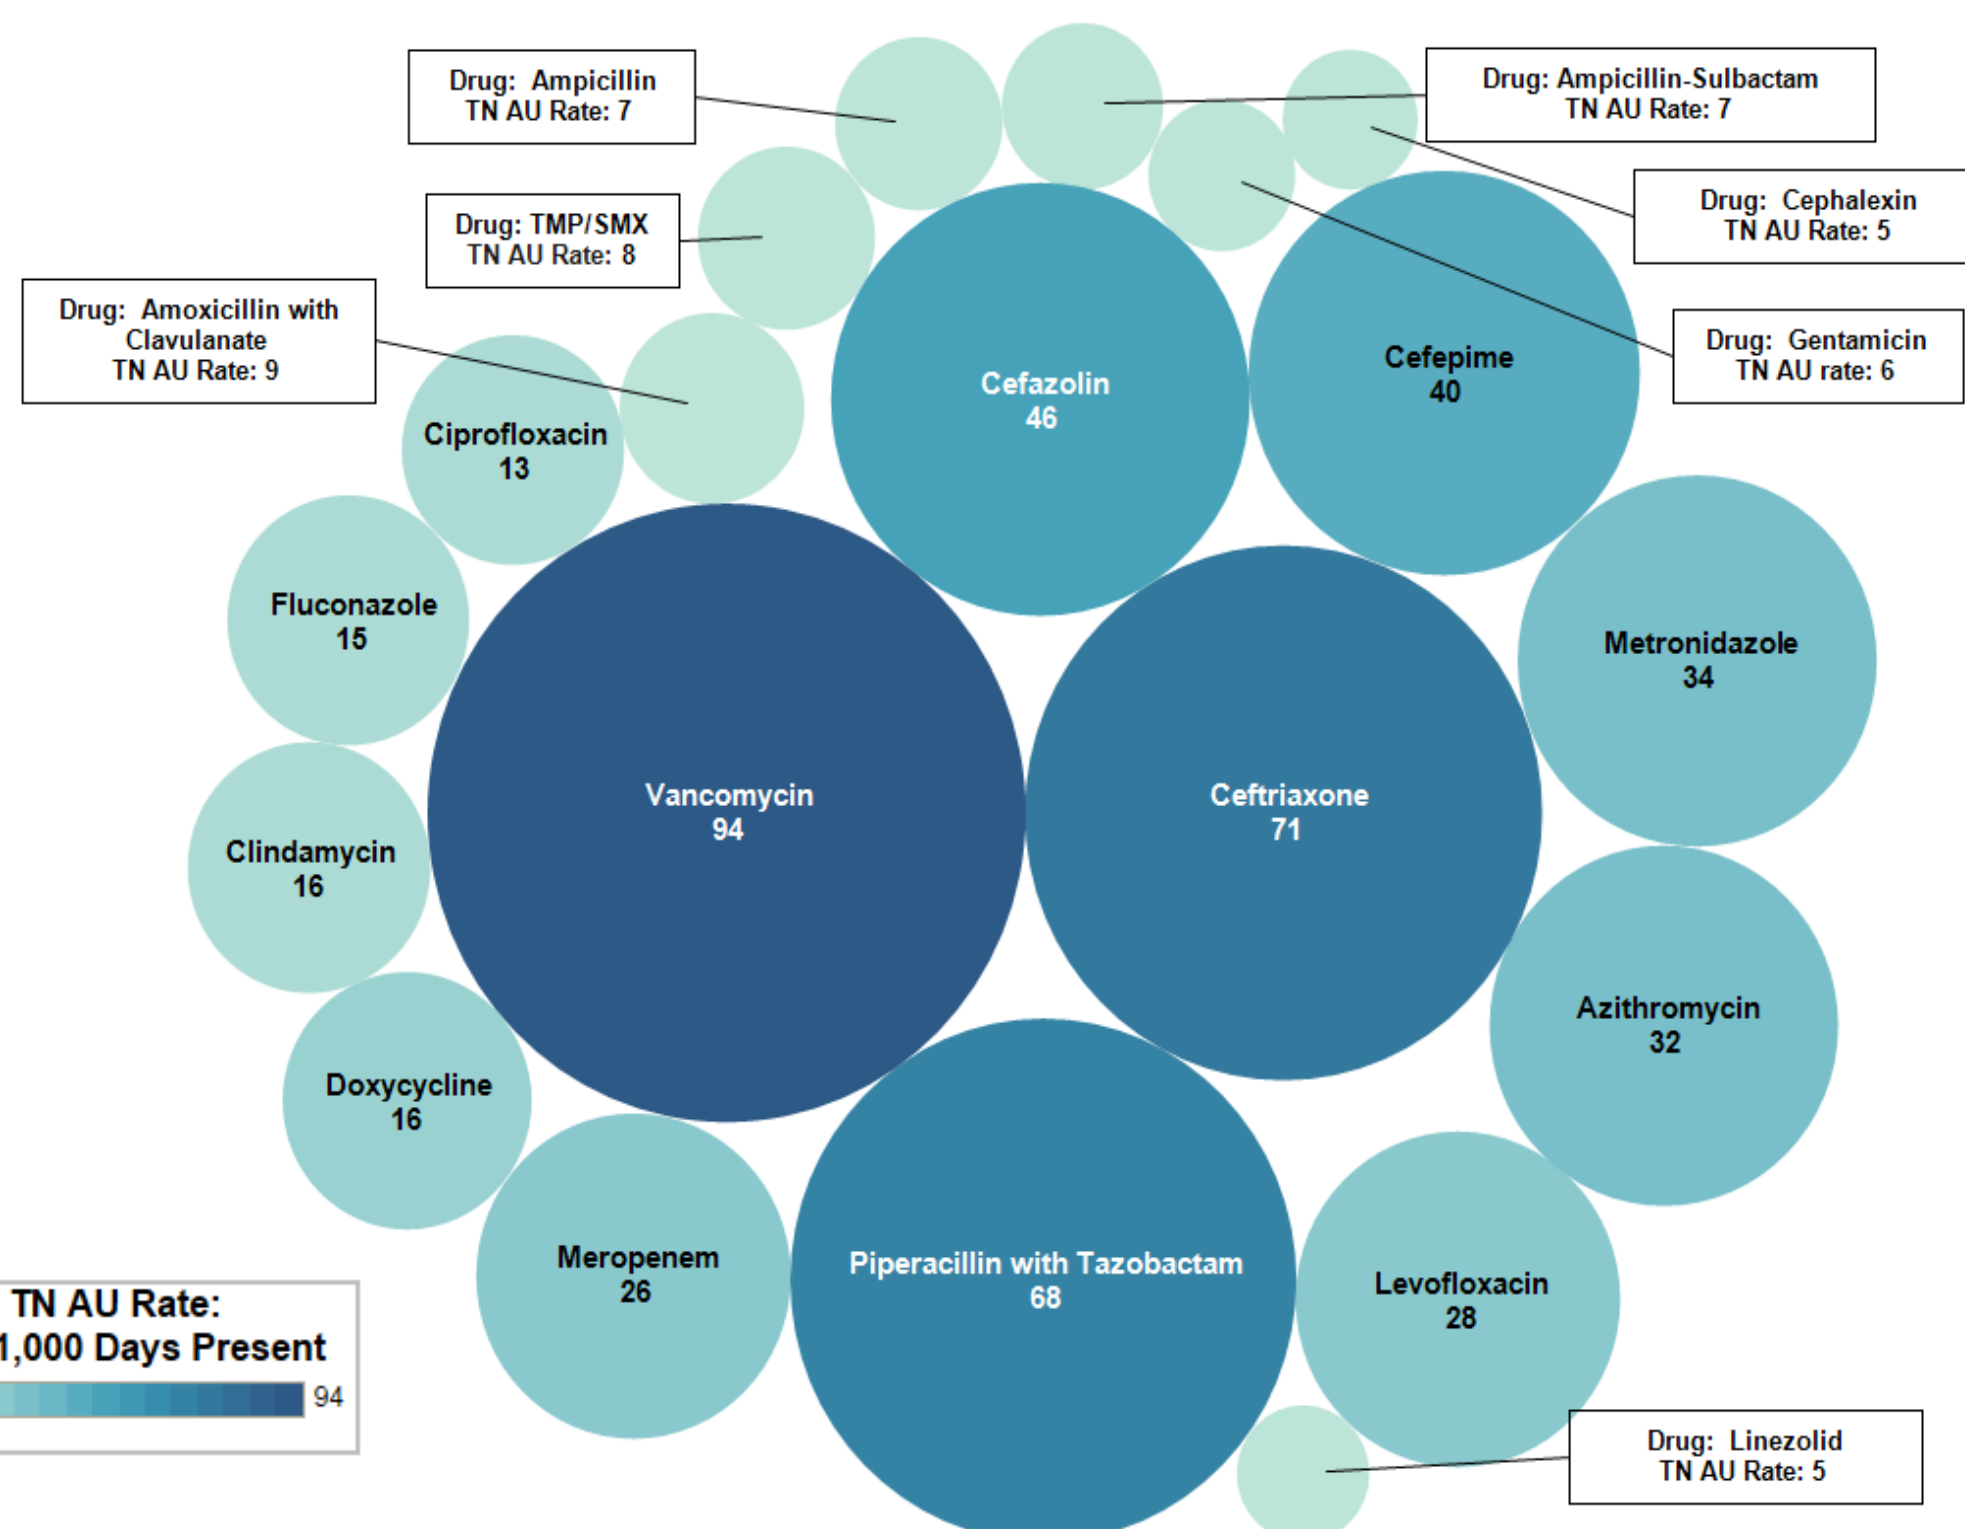 Drug: Ampicillin
TN AU Rate: 7
Drug: Ampicillin-Sulbactam
TN AU Rate: 7
Drug: Cephalexin
TN AU Rate: 5
Drug: TMP/SMX
TN AU Rate: 8
Drug: Amoxicillin with
Clavulanate
TN AU Rate: 9
Drug: Gentamicin
TN AU rate: 6
Cefazolin
46
Cefepime
40
Ciprofloxacin
13
Fluconazole
15
Metronidazole
34
Vancomycin
94
Ceftriaxone
71
Clindamycin
16
Azithromycin
32
Doxycycline
16
Meropenem
26
Piperacillin with Tazobactam
68
Levofloxacin
28
TN AU Rate:
1,000 Days Present
94
Drug: Linezolid
TN AU Rate: 5